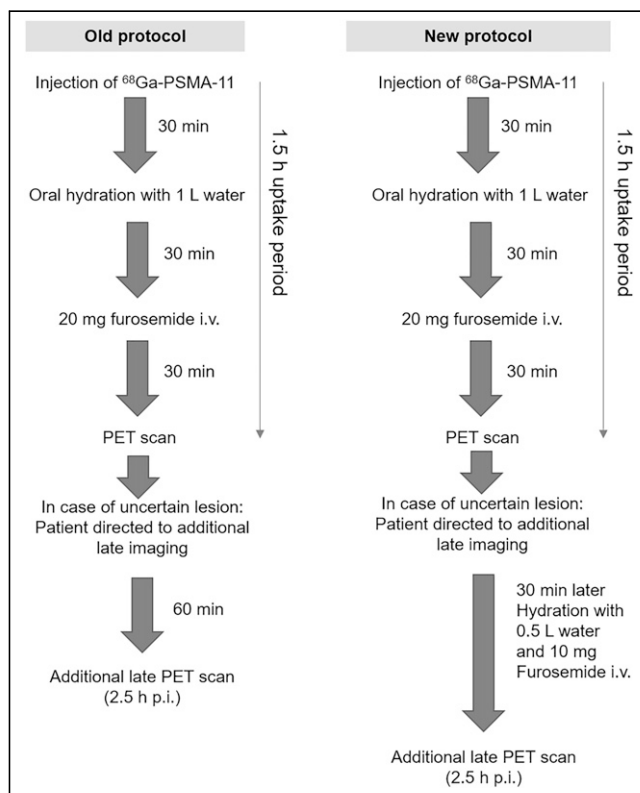 Old protocol
Injection of ⁶⁸Ga-PSMA-11
30 min
Oral hydration with 1 L water
30 min
20 mg furosemide i.v.
30 min
PET scan
1.5 h uptake period
In case of uncertain lesion:
Patient directed to additional
late imaging
60 min
Additional late PET scan
(2.5 h p.i.)
New protocol
Injection of ⁶⁸Ga-PSMA-11
30 min
Oral hydration with 1 L water
30 min
20 mg furosemide i.v.
30 min
PET scan
1.5 h uptake period
In case of uncertain lesion:
Patient directed to additional
late imaging
30 min later
Hydration with
0.5 L water
and 10 mg
Furosemide i.v.
Additional late PET scan
(2.5 h p.i.)